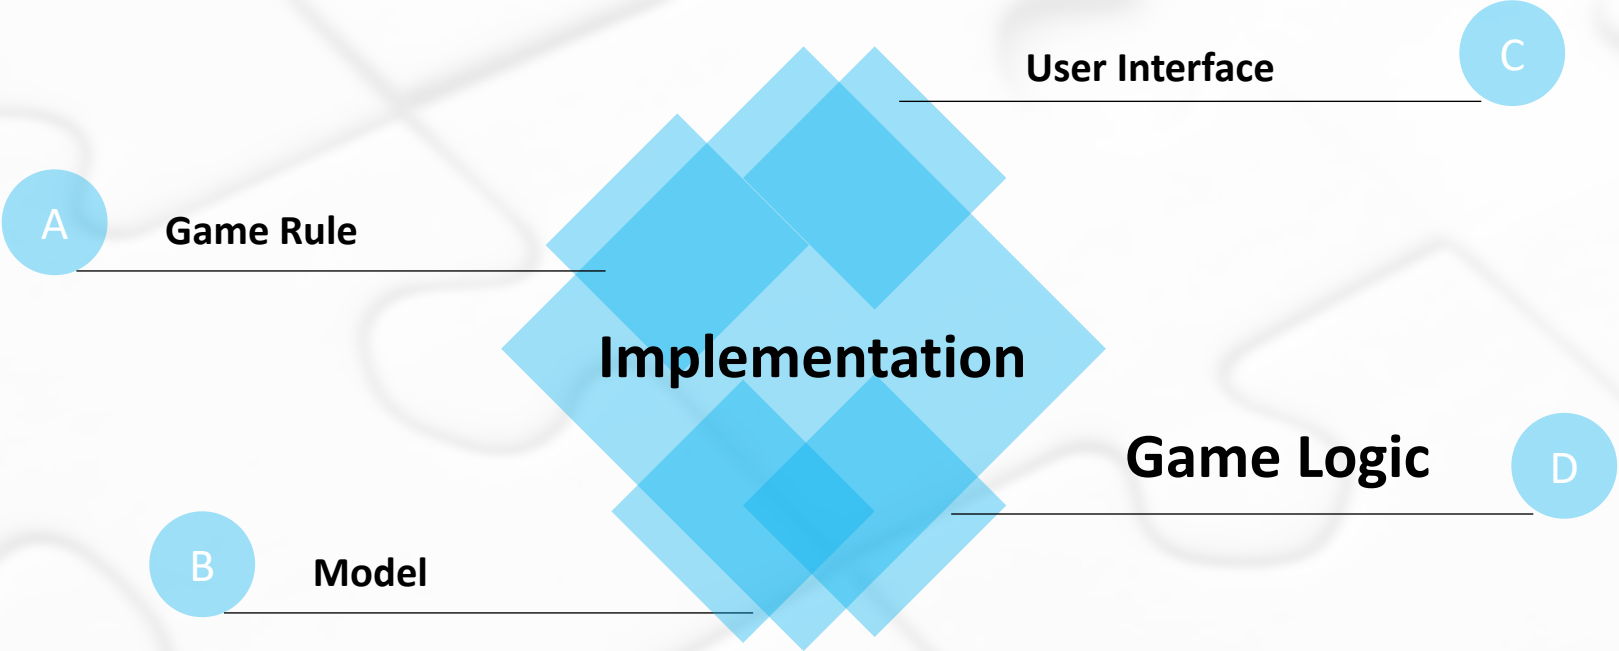 A
Game Rule
B
Model
Implementation
User Interface
C
Game Logic
D